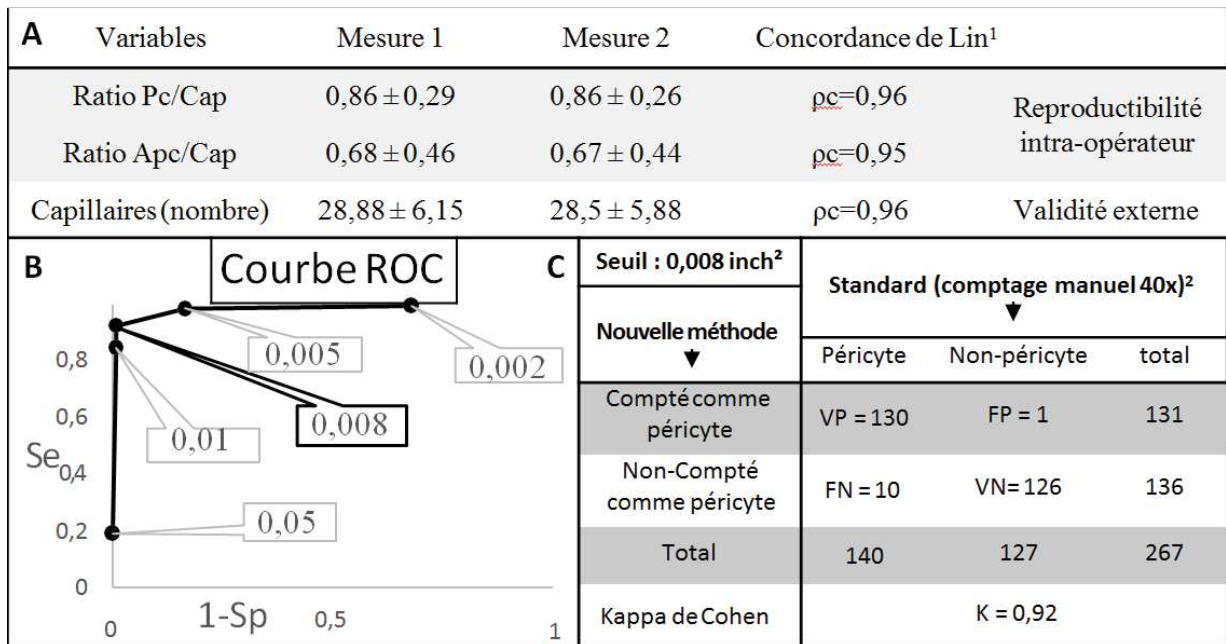 A Variables Mesure 1 Mesure 2 Concordance de Lin¹
Ratio Pc/Cap 0,86 ± 0,29 0,86 ± 0,26 ρc=0,96
Reproductibilité
intra-opérateur
Ratio Apc/Cap 0,68 ± 0,46 0,67 ± 0,44 ρc=0,95
Capillaires (nombre) 28,88 ± 6,15 28,5 ± 5,88 ρc=0,96 Validité externe
B
Courbe ROC
0,8
0,6
Se 0,4
0,2
0
0,005
0,002
0,008
0,01
0,05
0 1-Sp 0,5 1
C
Seuil : 0,008 inch²
Standard (comptage manuel 40x)²
▼
Nouvelle méthode
▼
Péricyte Non-péricyte total
Compté comme
péricyte
VP = 130 FP = 1 131
Non-Compté
comme péricyte
FN = 10 VN= 126 136
Total 140 127 267
Kappa de Cohen K = 0,92